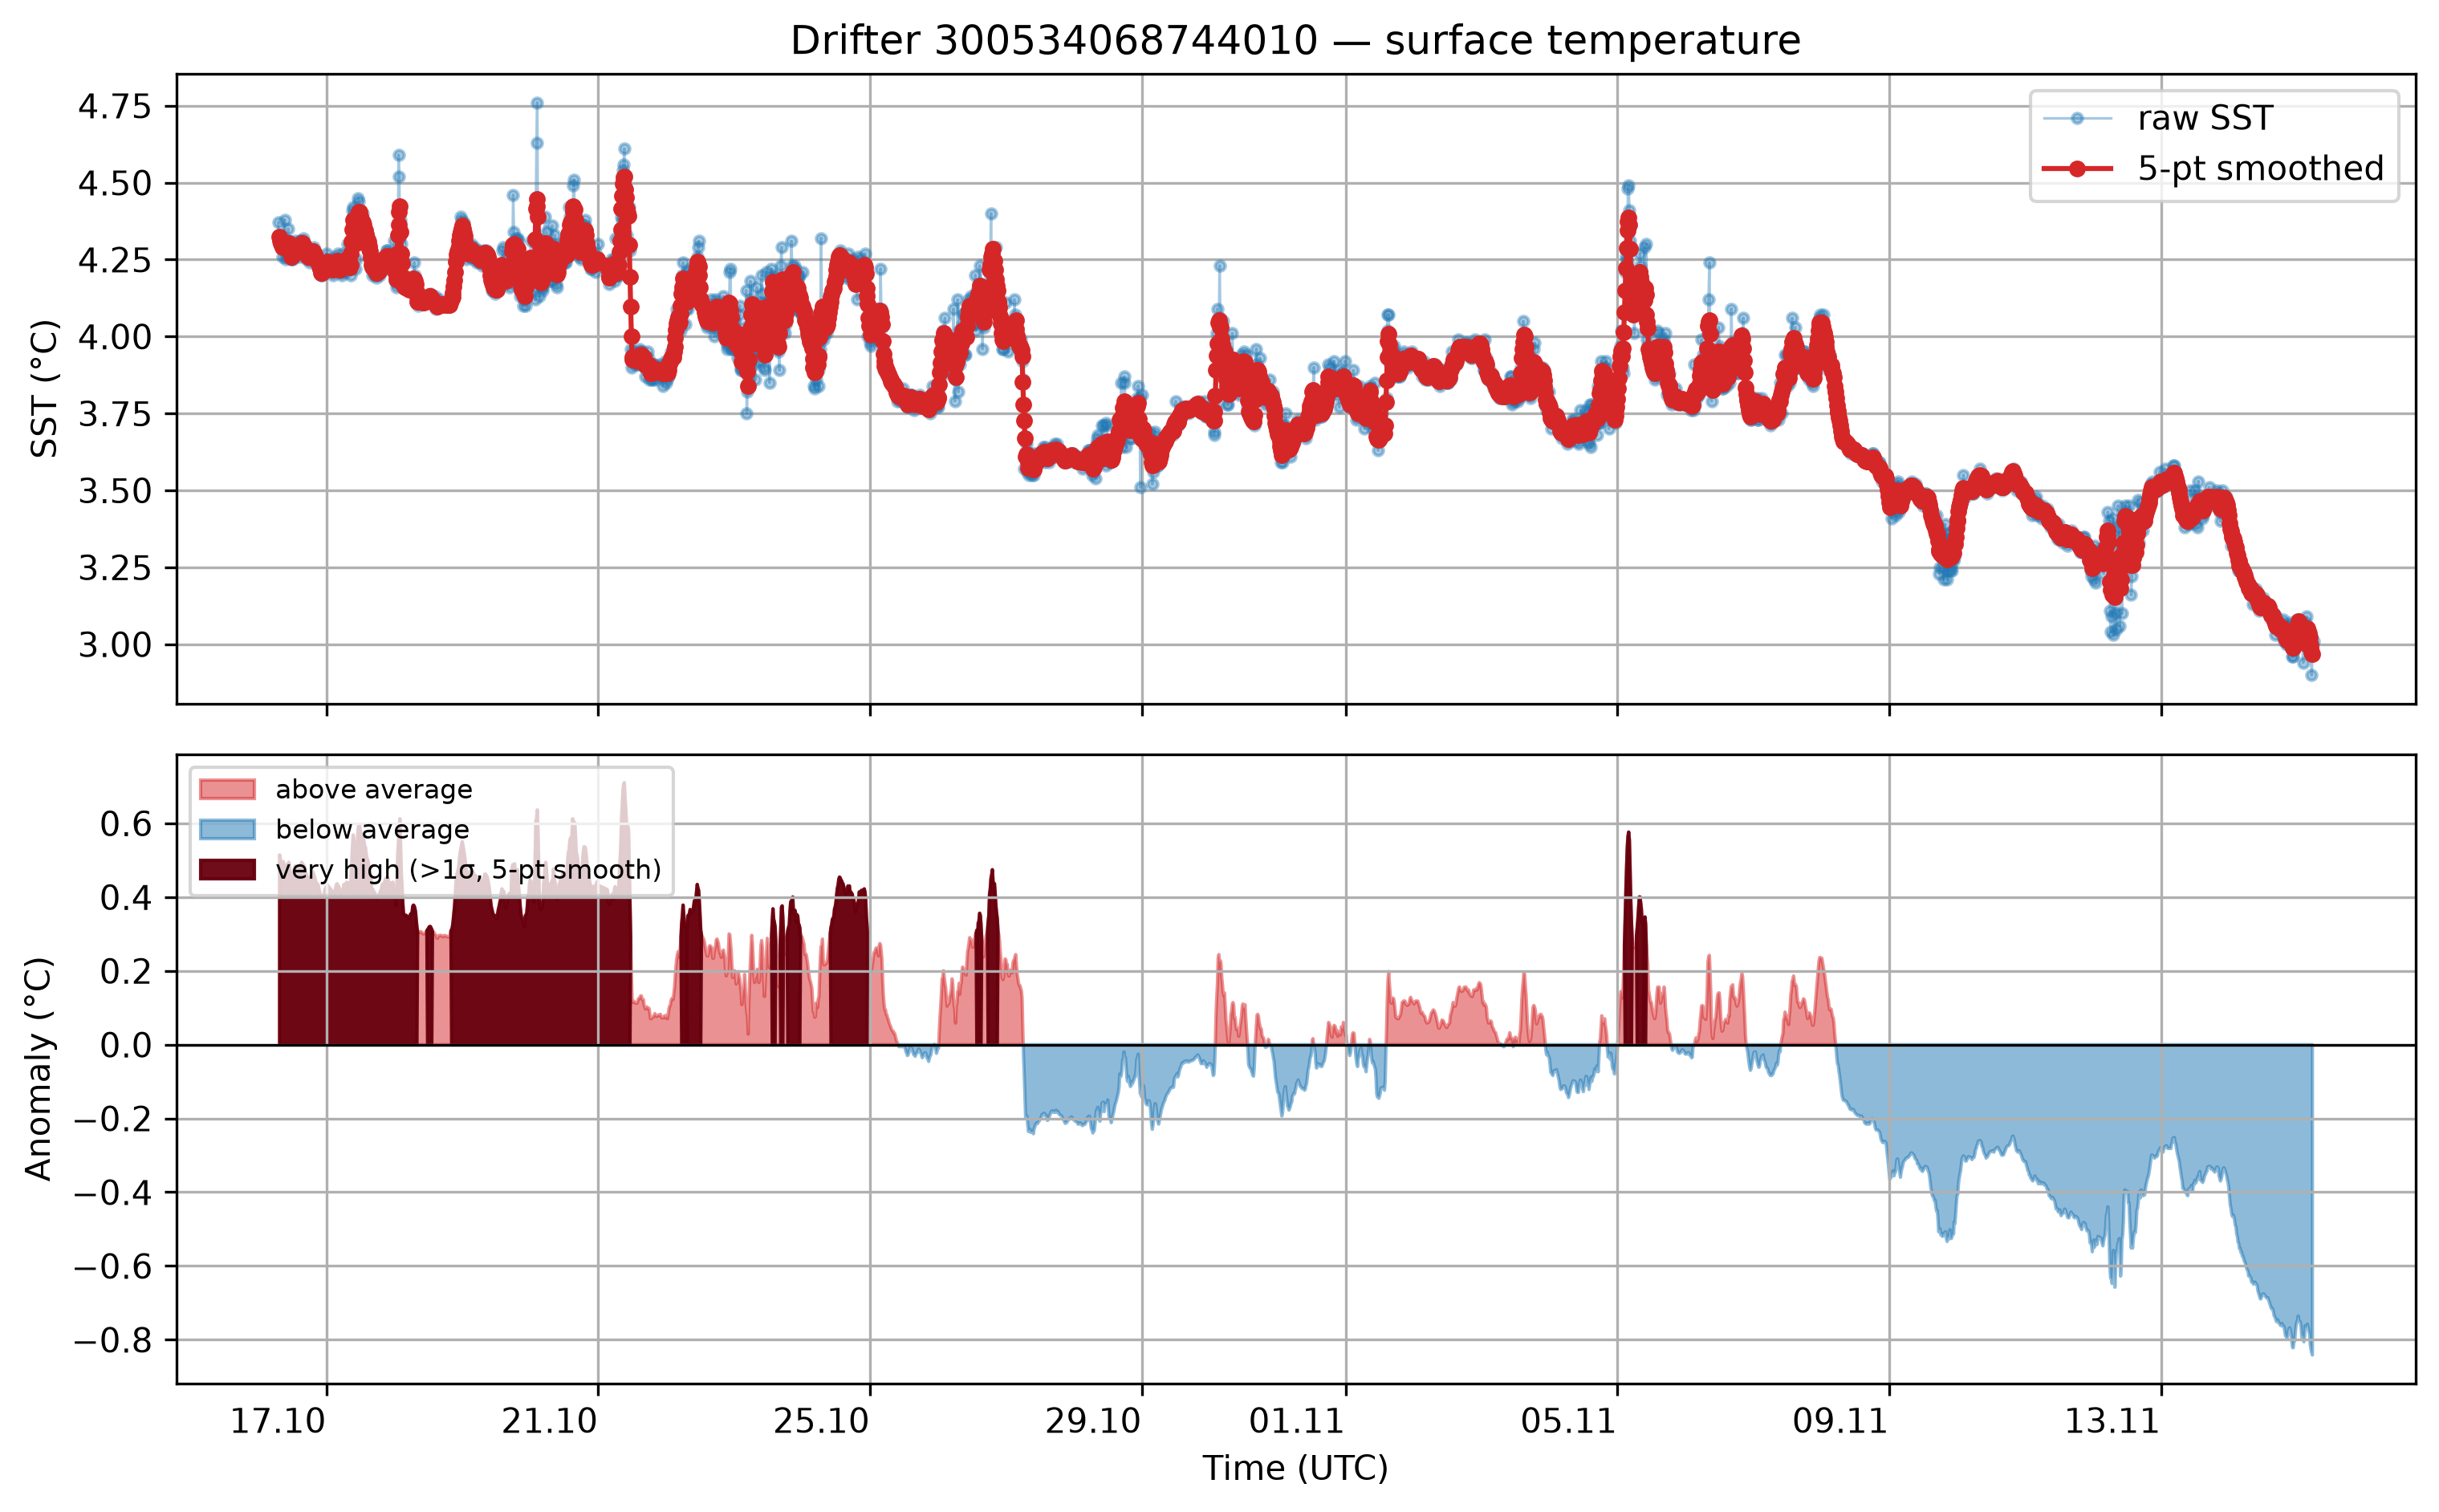 Drifter 300534068744010 — surface temperature
4.75
4.50
4.25
4.00
3.75
3.50
3.25
3.00
SST (°C)
raw SST
5-pt smoothed
above average
below average
very high (>1σ, 5-pt smooth)
0.6
0.4
0.2
0.0
−0.2
−0.4
−0.6
−0.8
Anomaly (°C)
17.10 21.10 25.10 29.10 01.11 05.11 09.11 13.11
Time (UTC)